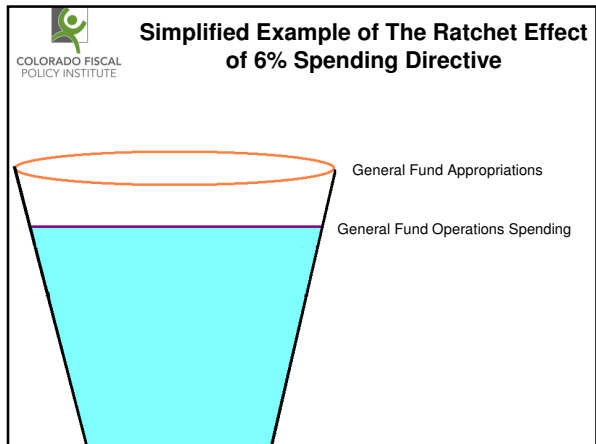 COLORADO FISCAL
POLICY INSTITUTE
Simplified Example of The Ratchet Effect
of 6% Spending Directive
General Fund Appropriations
General Fund Operations Spending